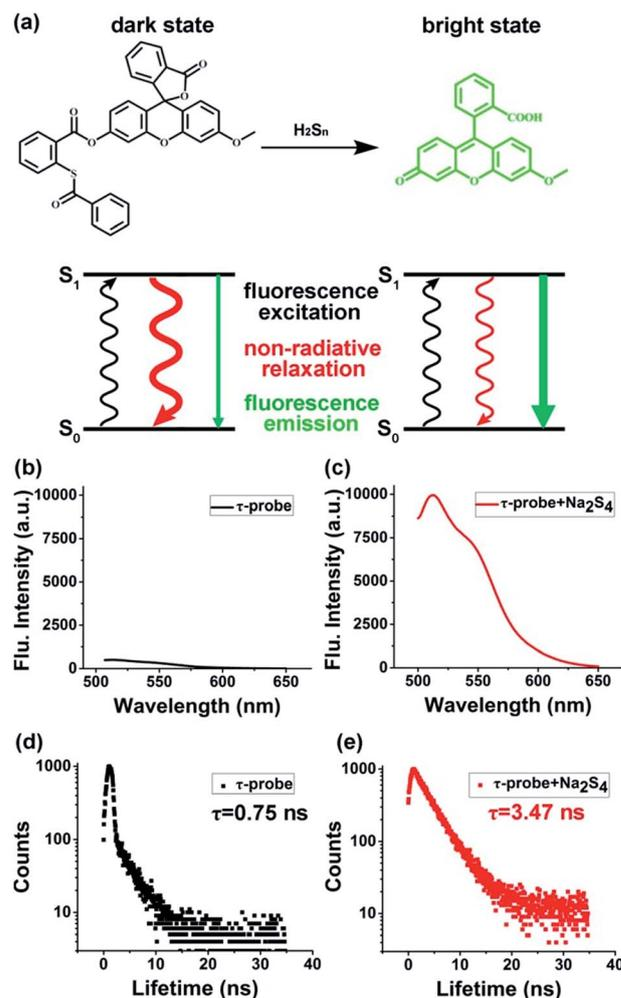 (a)
dark state
bright state
H₂Sₙ
O
O
O
O
O
O
S
O
COOH
O
O
O
S₁
S₀
fluorescence
excitation
non-radiative
relaxation
fluorescence
emission
S₁
S₀
(b)
Flu. Intensity (a.u.)
10000
7500
5000
2500
0
500
550
600
650
Wavelength (nm)
τ-probe
(c)
Flu. Intensity (a.u.)
10000
7500
5000
2500
0
500
550
600
650
Wavelength (nm)
τ-probe+Na₂S₄
(d)
Counts
1000
100
10
0
10
20
30
40
Lifetime (ns)
τ-probe
τ=0.75 ns
(e)
Counts
1000
100
10
0
10
20
30
40
Lifetime (ns)
τ-probe+Na₂S₄
τ=3.47 ns